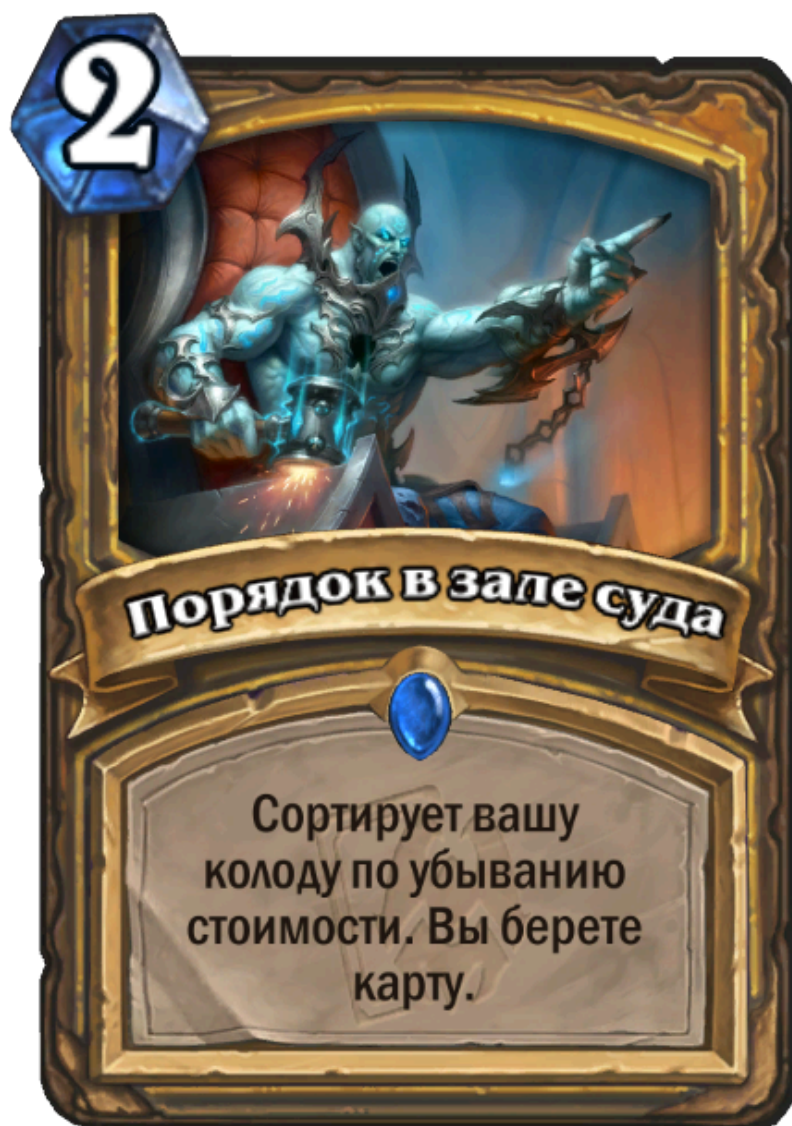 2
Порядок в зале суда
Сортирует вашу
колоду по убыванию
стоимости. Вы берете
карту.